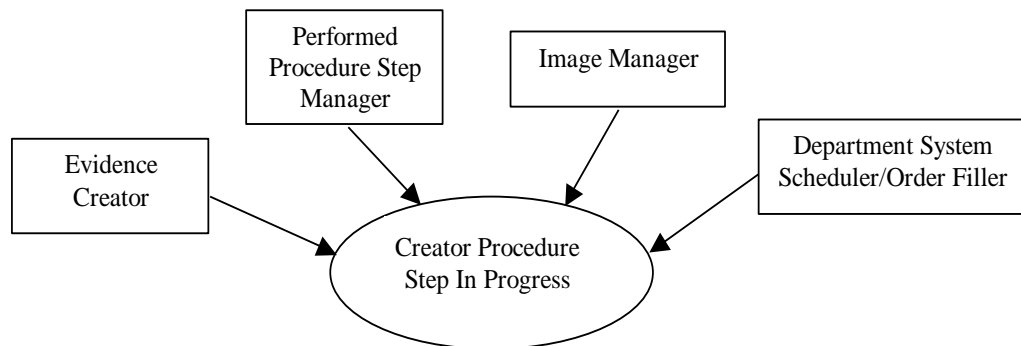 Performed
Procedure Step
Manager
Image Manager
Evidence
Creator
Department System
Scheduler/Order Filler
Creator Procedure
Step In Progress